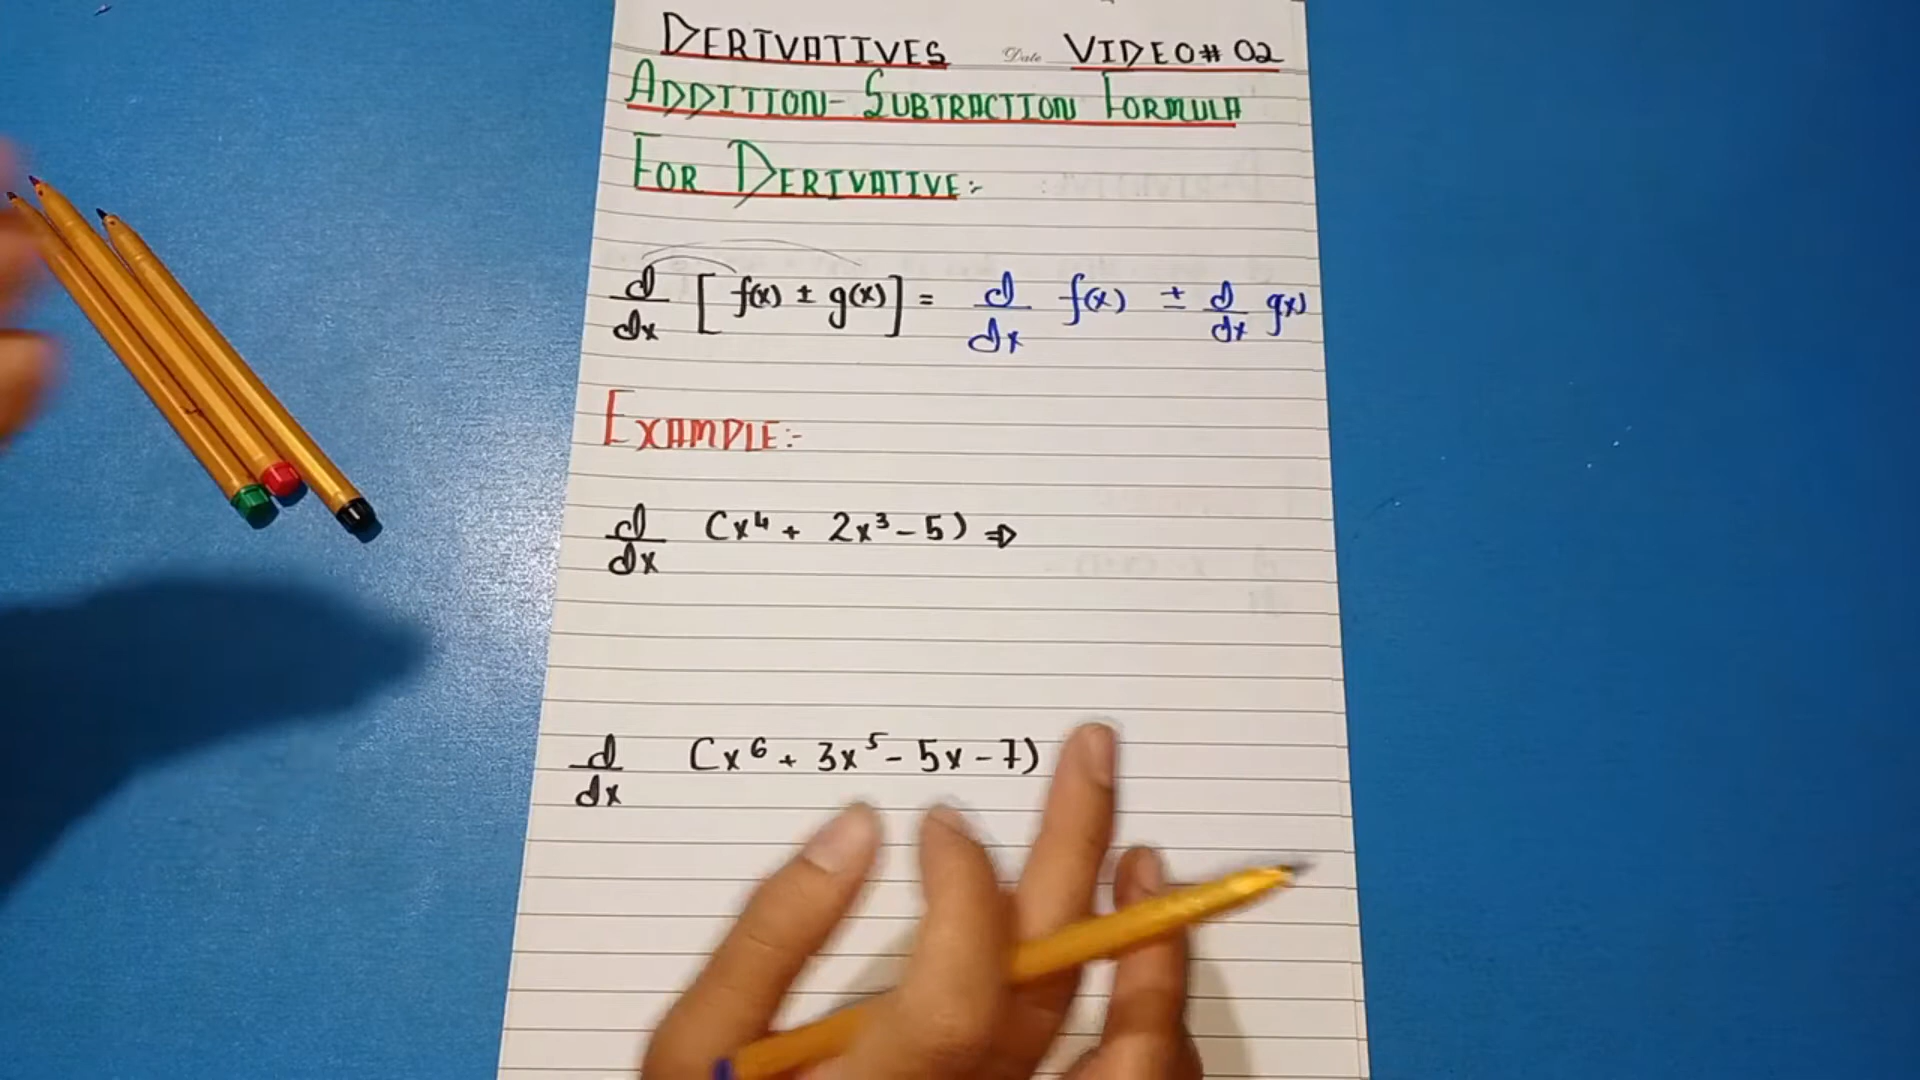 DERIVATIVES Date VIDEO# 02
ADDITION- SUBTRACTION FORMULA
FOR DERIVATIVE:-
d/dx [f(x) ± g(x)] = d/dx f(x) ± d/dx g(x)
EXAMPLE:-
d/dx (x⁴ + 2x³ - 5) ⇒
d/dx (x⁶ + 3x⁵ - 5x - 7)